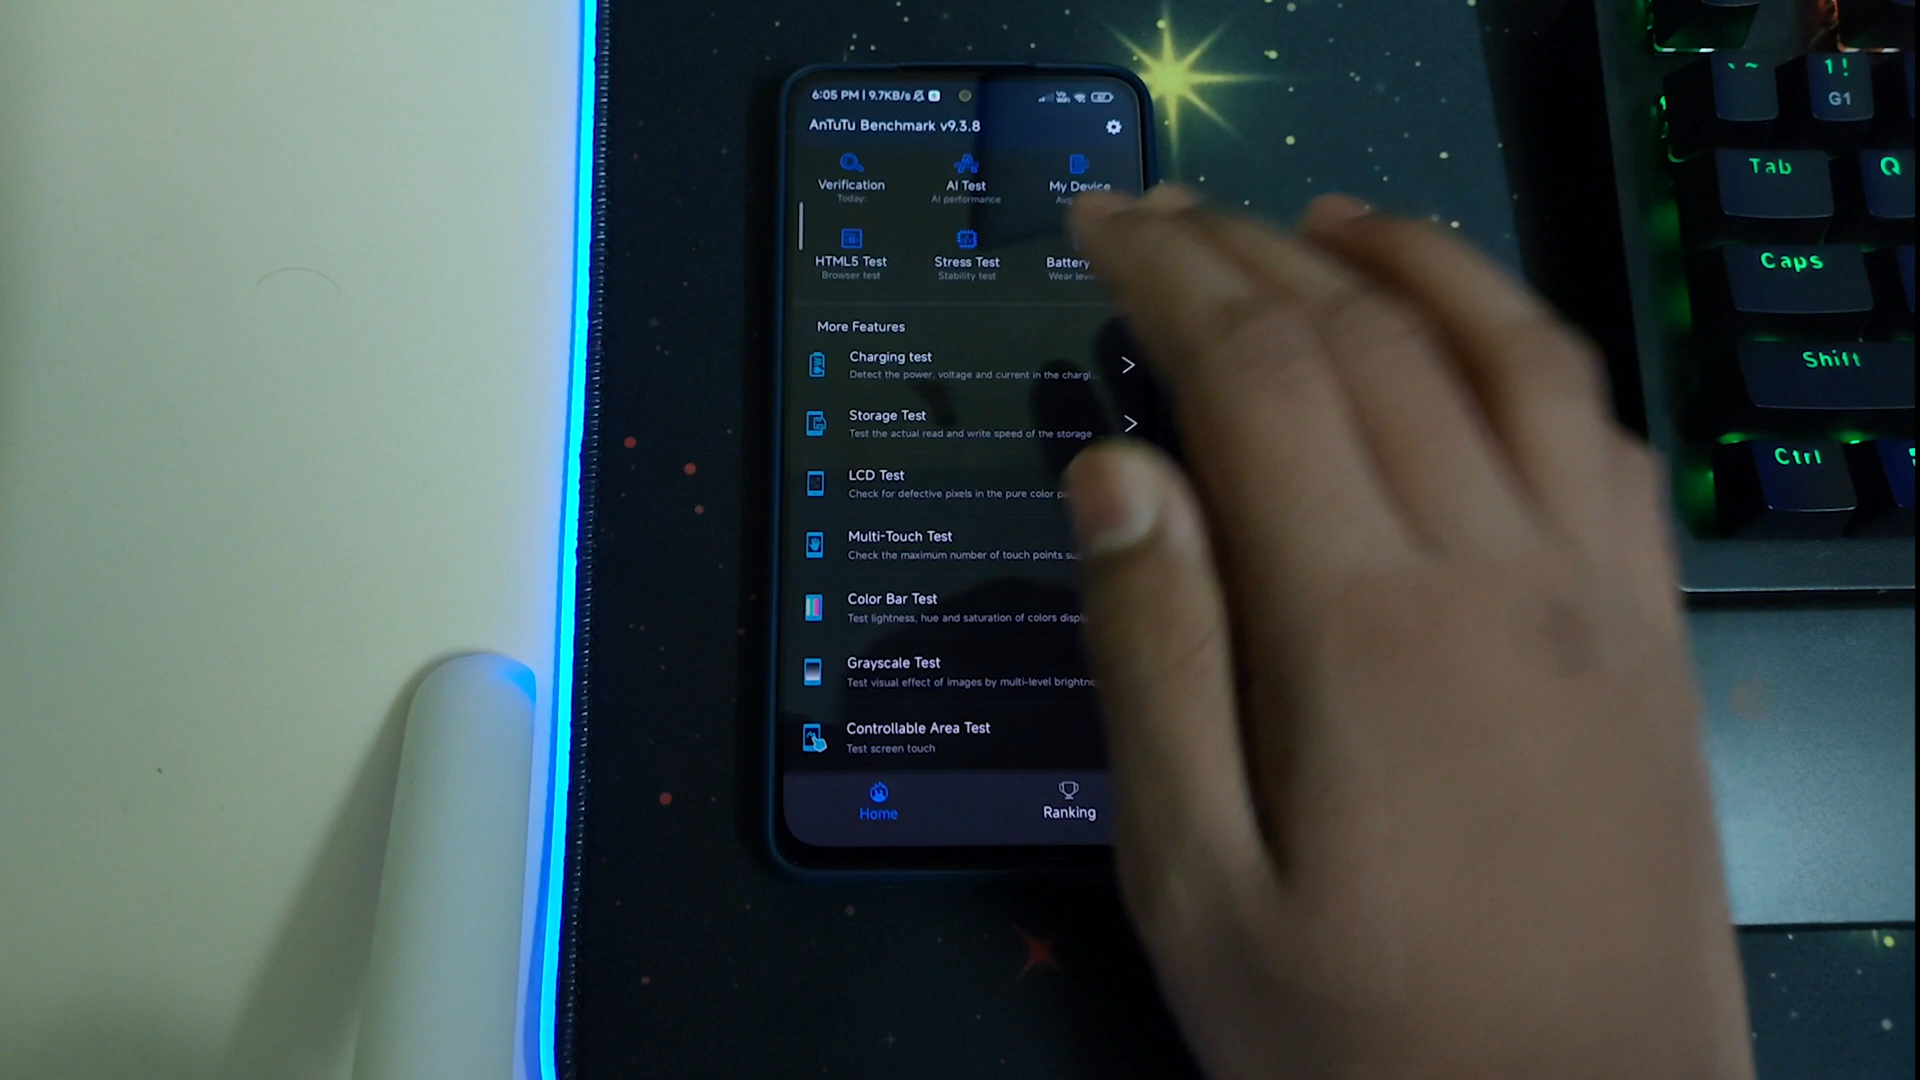 6:05 PM | 9.7KB/s
Vo
WiFi
AnTuTu Benchmark v9.3.8
Verification
AI Test
My Device
Today:
AI performance
Avg.
HTML5 Test
Stress Test
Battery
Browser test
Stability test
Wear
More Features
Charging test
Detect the power, voltage and current in the chargi...
Storage Test
Test the actual read and write speed of the storage
LCD Test
Check for defective pixels in the pure color
Multi-Touch Test
Check the maximum number of touch points
Color Bar Test
Test lightness, hue and saturation of colors
Grayscale Test
Test visual effect of images by multi-level
Controllable Area Test
Test screen touch
Home
Ranking
` ~
1 !
G1
Tab
Q
Caps
Shift
Ctrl